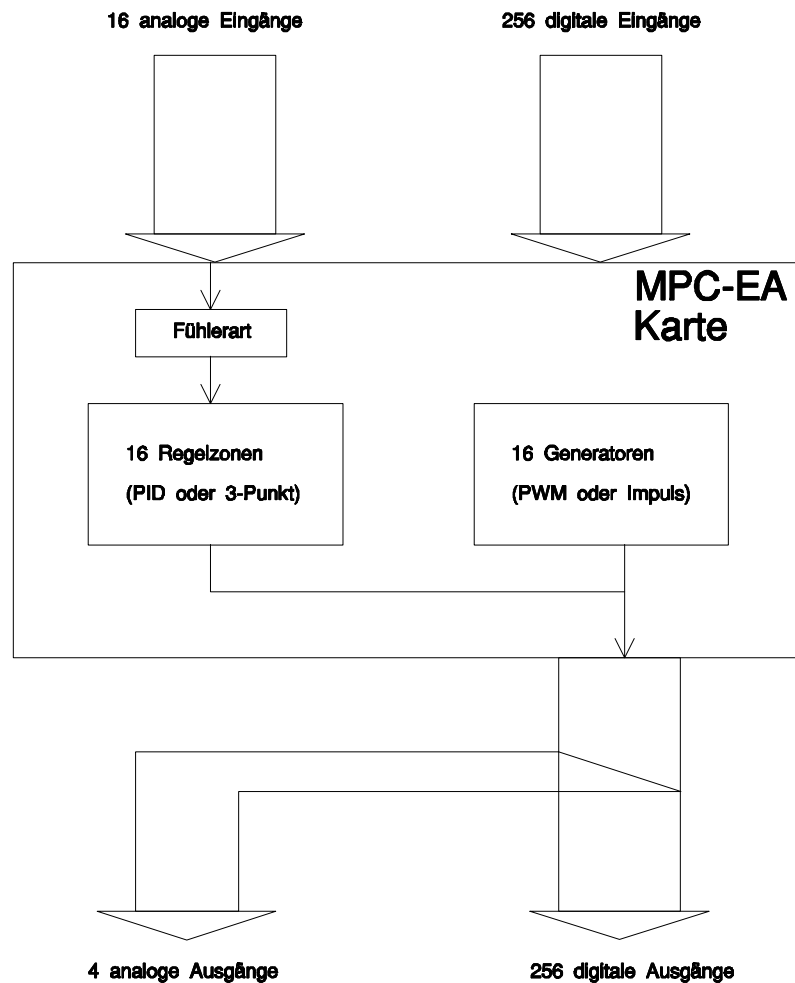 16 analoge Eingänge
256 digitale Eingänge
MPC-EA
Karte
Fühlerart
16 Regelzonen
(PID oder 3-Punkt)
16 Generatoren
(PWM oder Impuls)
4 analoge Ausgänge
256 digitale Ausgänge